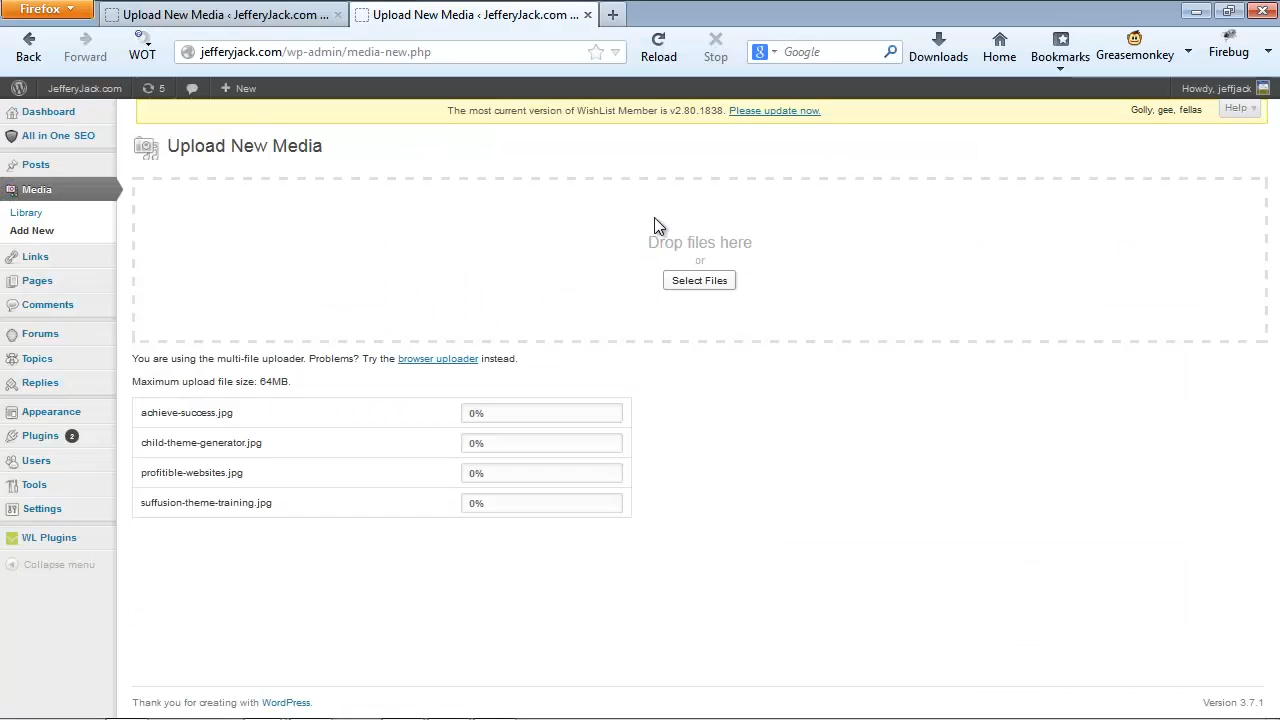 Firefox
Upload New Media ‹ JefferyJack.com ...
Upload New Media ‹ JefferyJack.com ...
Back
Forward
WOT
jefferyjack.com/wp-admin/media-new.php
Reload
Stop
Google
Downloads
Home
Bookmarks
Greasemonkey
Firebug
JefferyJack.com
5
New
Howdy, jeffjack
The most current version of WishList Member is v2.80.1838. Please update now.
Golly, gee, fellas
Help
Dashboard
All in One SEO
Posts
Media
Library
Add New
Links
Pages
Comments
Forums
Topics
Replies
Appearance
Plugins 2
Users
Tools
Settings
WL Plugins
Collapse menu
Upload New Media
Drop files here
or
Select Files
You are using the multi-file uploader. Problems? Try the browser uploader instead.
Maximum upload file size: 64MB.
achieve-success.jpg 0%
child-theme-generator.jpg 0%
profitible-websites.jpg 0%
suffusion-theme-training.jpg 0%
Thank you for creating with WordPress.
Version 3.7.1